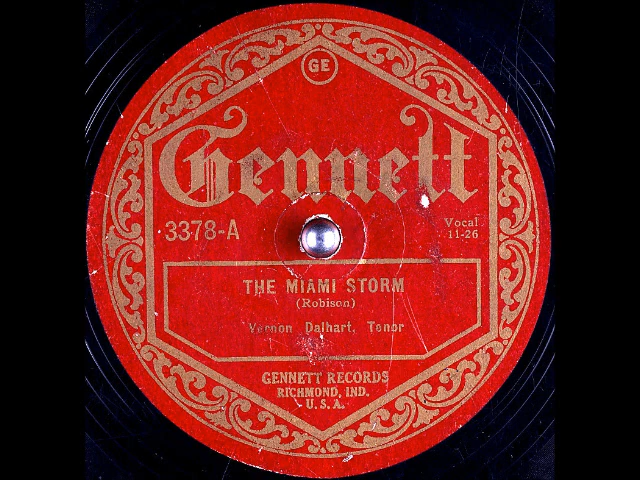 GE
Gennett
3378-A
Vocal
11-26
THE MIAMI STORM
(Robison)
Vernon Dalhart, Tenor
GENNETT RECORDS
RICHMOND, IND.
U.S.A.